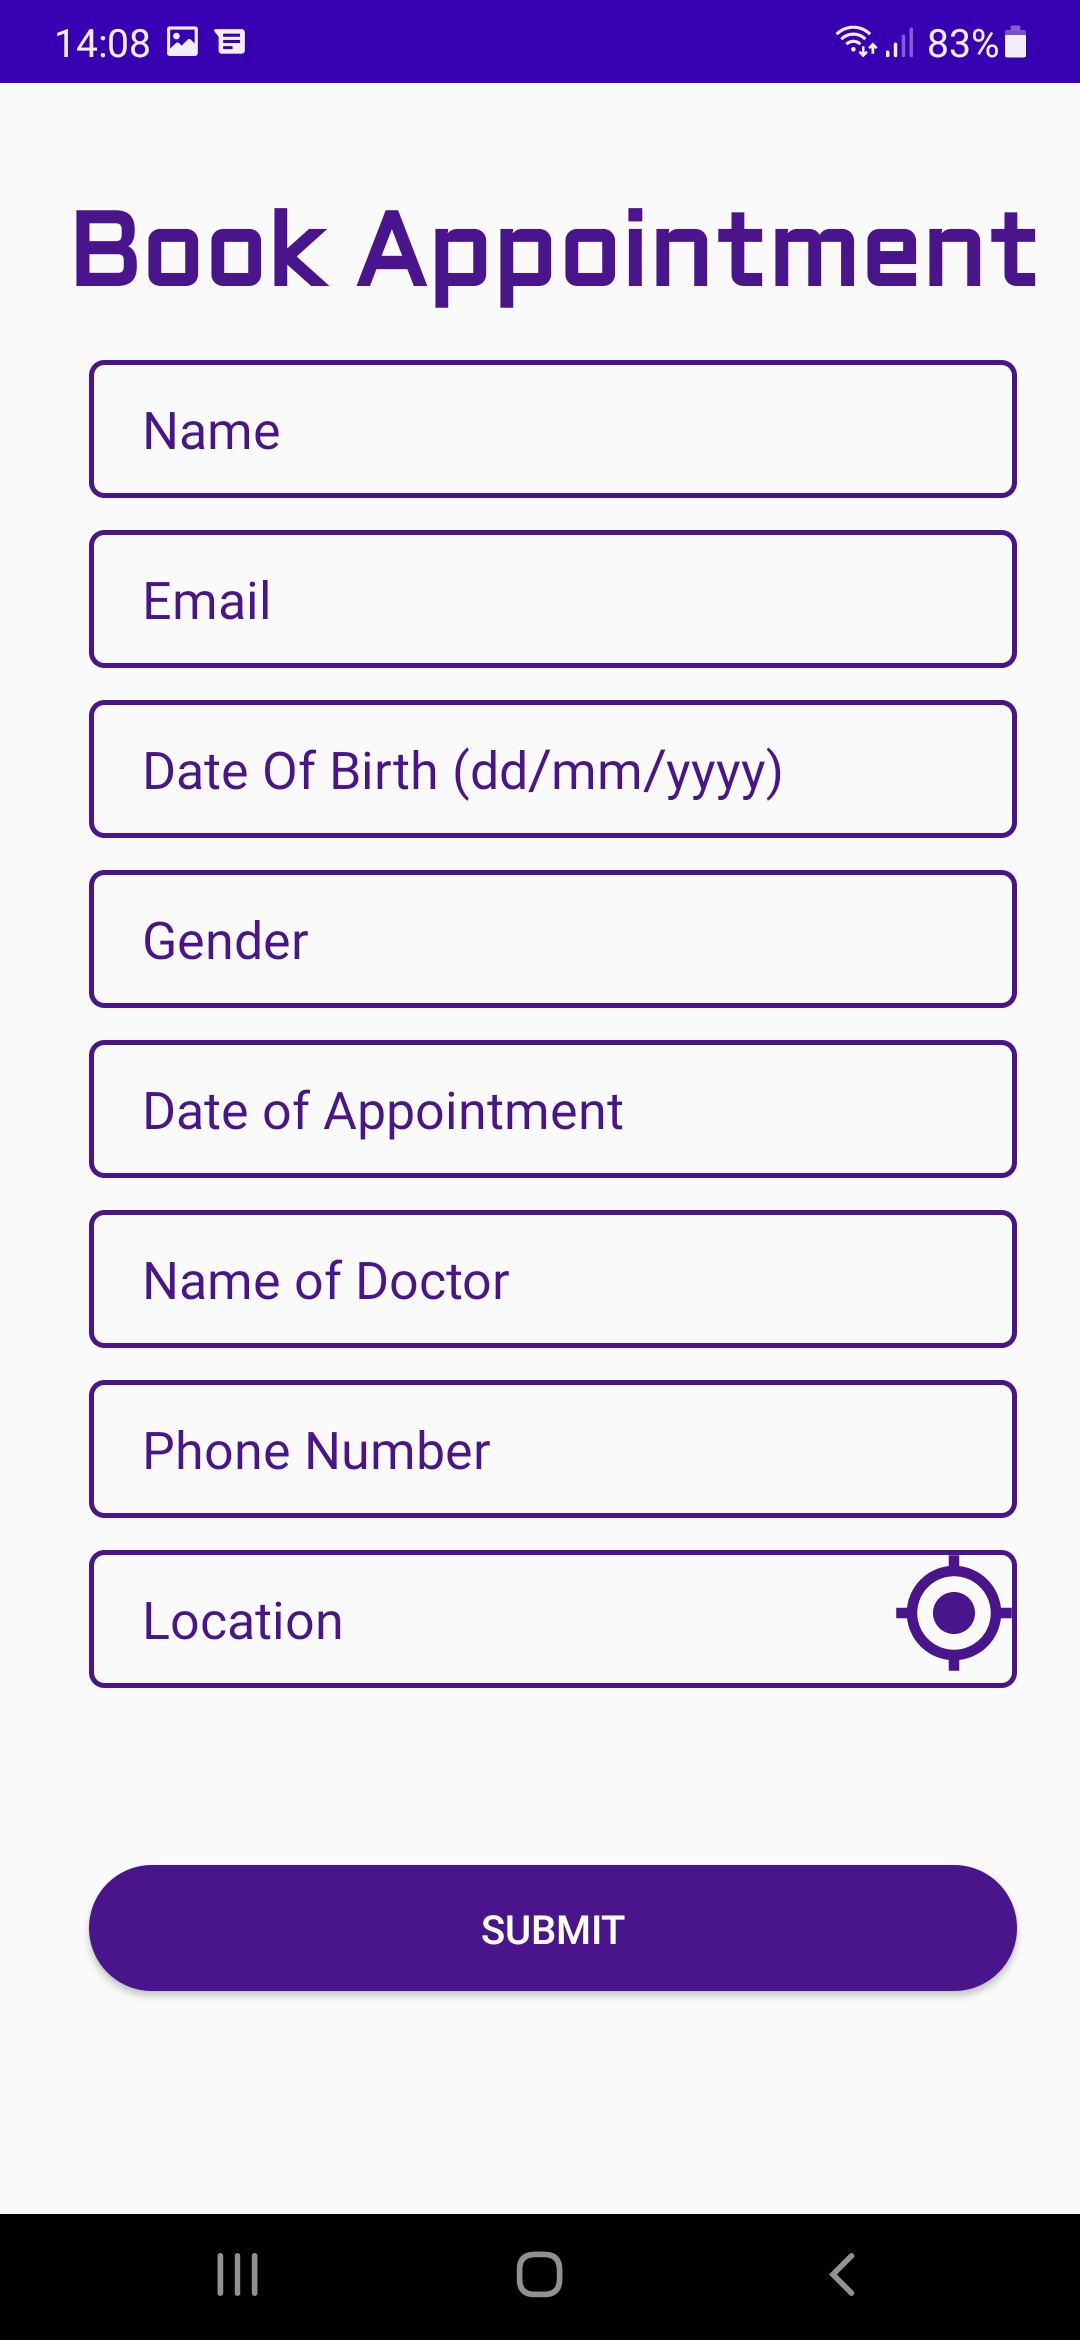 14:08 83%
Book Appointment
Name
Email
Date Of Birth (dd/mm/yyyy)
Gender
Date of Appointment
Name of Doctor
Phone Number
Location
SUBMIT